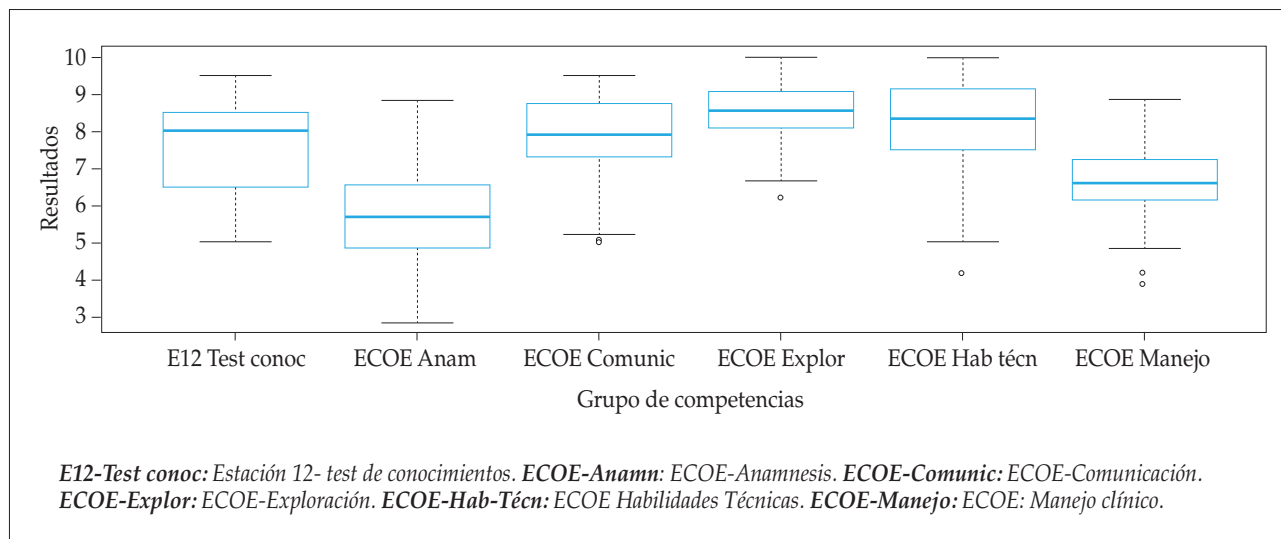 10
9
8
7
6
5
4
3
Resultados
E12 Test conoc
ECOE Anam
ECOE Comunic
ECOE Explor
ECOE Hab técn
ECOE Manejo
Grupo de competencias
E12-Test conoc: Estación 12- test de conocimientos. ECOE-Anamn: ECOE-Anamnesis. ECOE-Comunic: ECOE-Comunicación.
ECOE-Explor: ECOE-Exploración. ECOE-Hab-Técn: ECOE Habilidades Técnicas. ECOE-Manejo: ECOE: Manejo clínico.